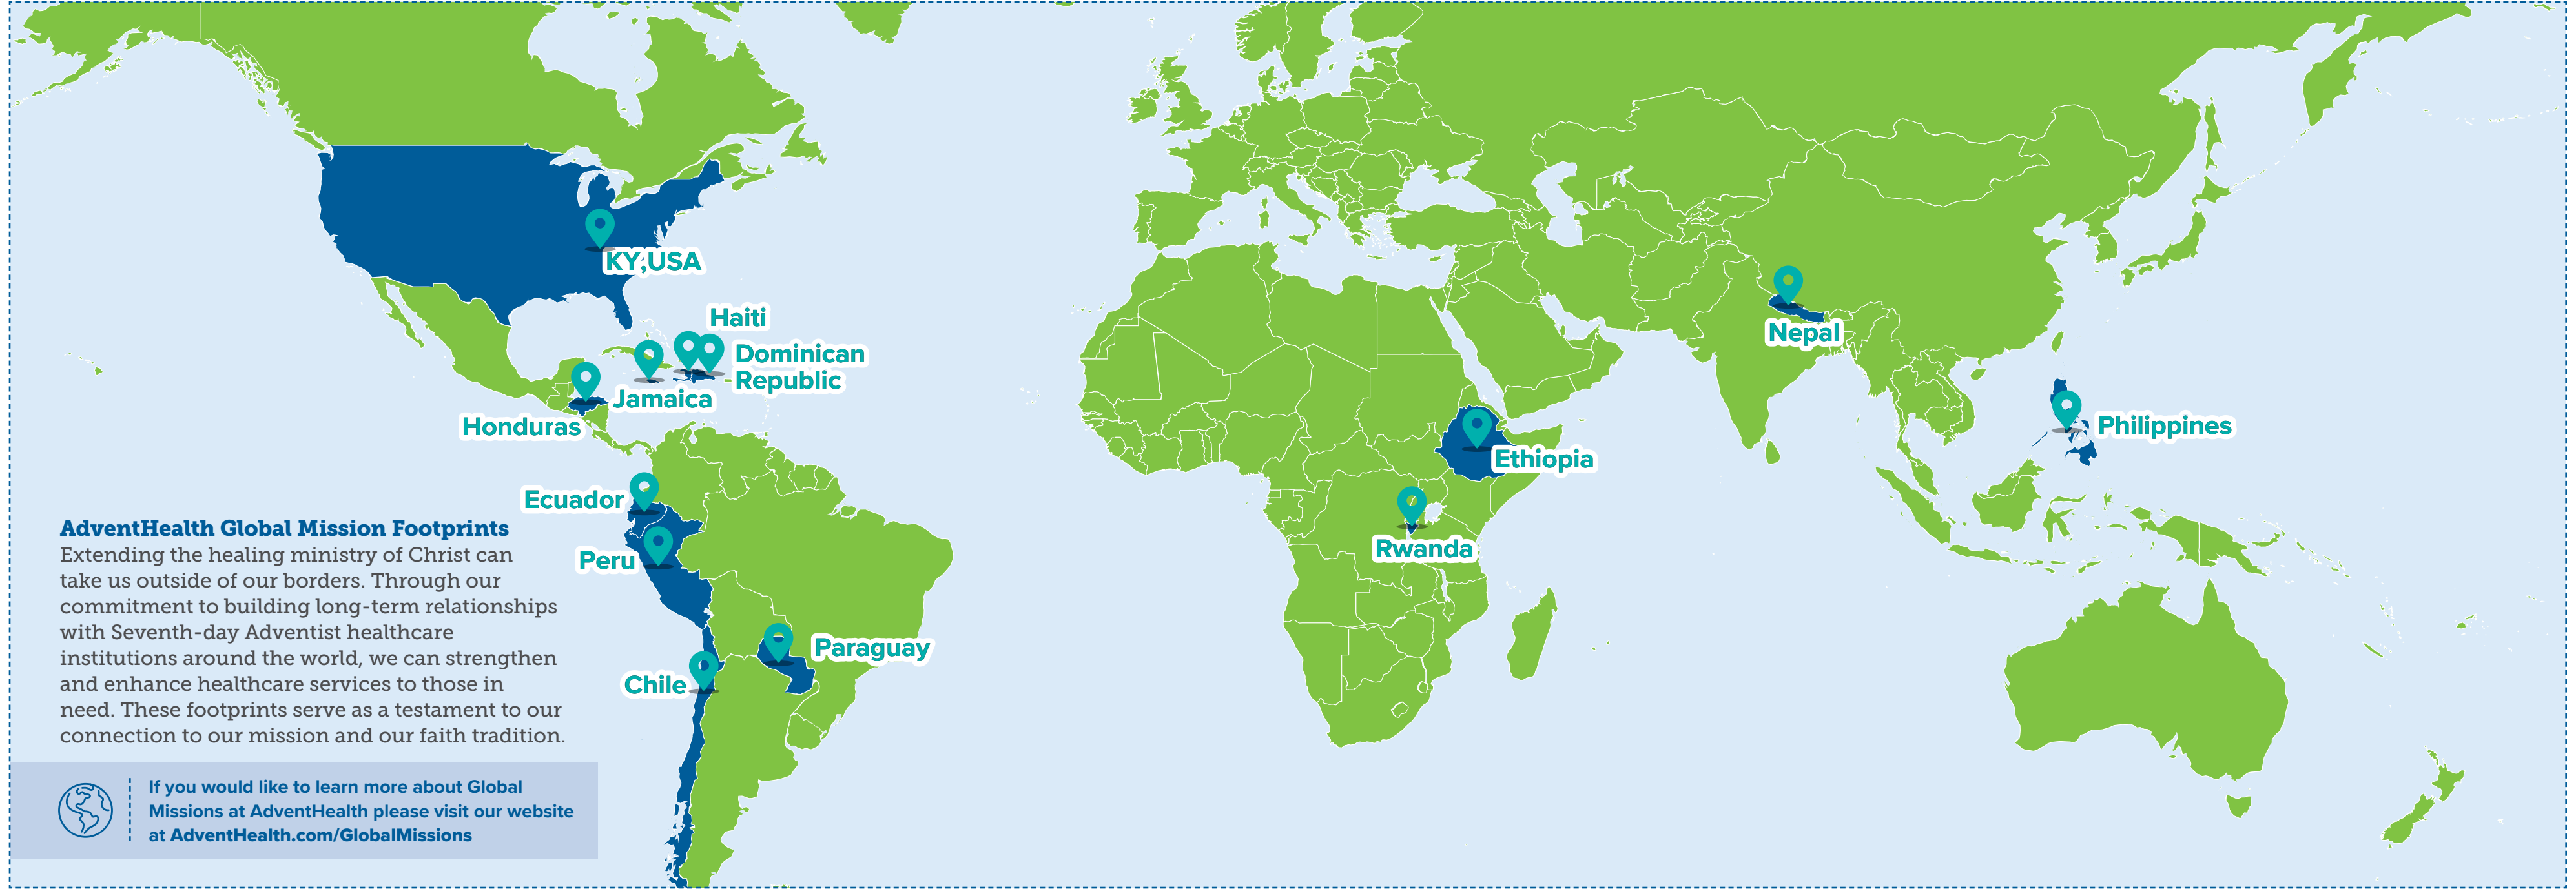 KY,USA
Haiti
Dominican
Republic
Jamaica
Honduras
Nepal
Philippines
Ethiopia
Rwanda
Ecuador
Peru
Paraguay
Chile
AdventHealth Global Mission Footprints
Extending the healing ministry of Christ can
take us outside of our borders. Through our
commitment to building long-term relationships
with Seventh-day Adventist healthcare
institutions around the world, we can strengthen
and enhance healthcare services to those in
need. These footprints serve as a testament to our
connection to our mission and our faith tradition.
If you would like to learn more about Global
Missions at AdventHealth please visit our website
at AdventHealth.com/GlobalMissions